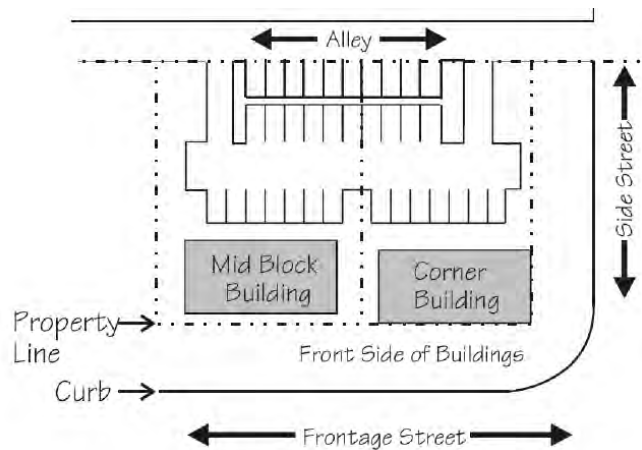 Alley
Side Street
Mid Block
Building
Corner
Building
Property
Line
Front Side of Buildings
Curb
Frontage Street